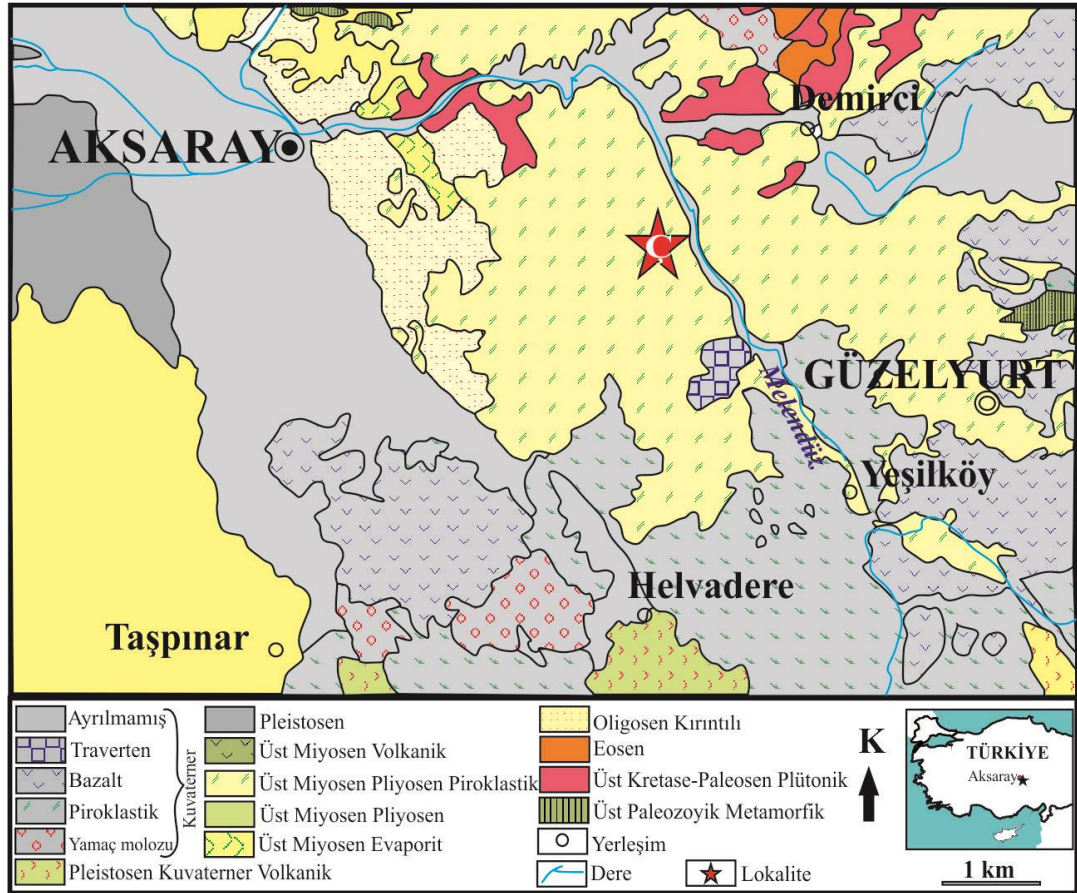 Demirci
AKSARAY
Ç
GÜZELYURT
Melendüz
Yeşilköy
Helvadere
Taşpınar
Ayrılmamış
Traverten
Bazalt
Piroklastik
Yamaç molozu
Kuvaterner
Pleistosen Kuvaterner Volkanik
Pleistosen
Üst Miyosen Volkanik
Üst Miyosen Pliyosen Piroklastik
Üst Miyosen Pliyosen
Üst Miyosen Evaporit
Oligosen Kırıntılı
Eosen
Üst Kretase-Paleosen Plütonik
Üst Paleozoyik Metamorfik
Yerleşim
Dere
Lokalite
K
TÜRKİYE
Aksaray
1 km